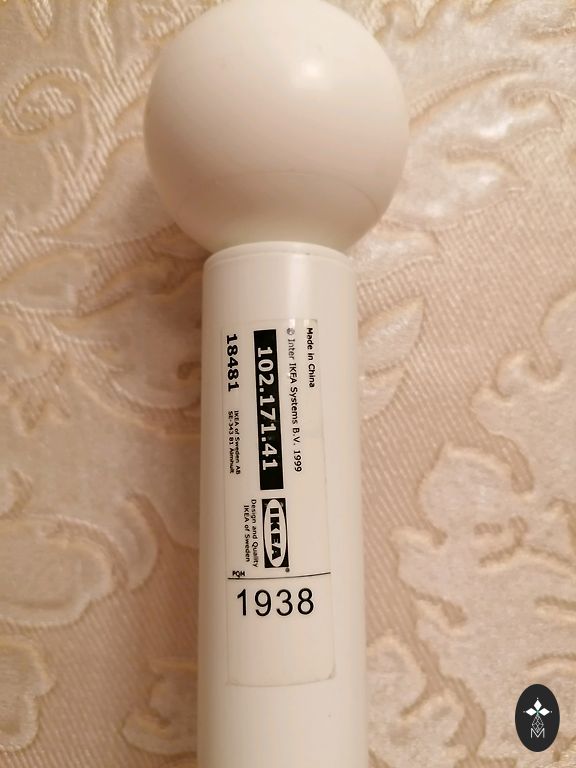 Made in China
© Inter IKEA Systems B.V. 1999
102.171.41
18481
IKEA of Sweden AB
SE-343 81 Älmhult
IKEA®
Design and Quality
IKEA of Sweden
PQM
1938
M